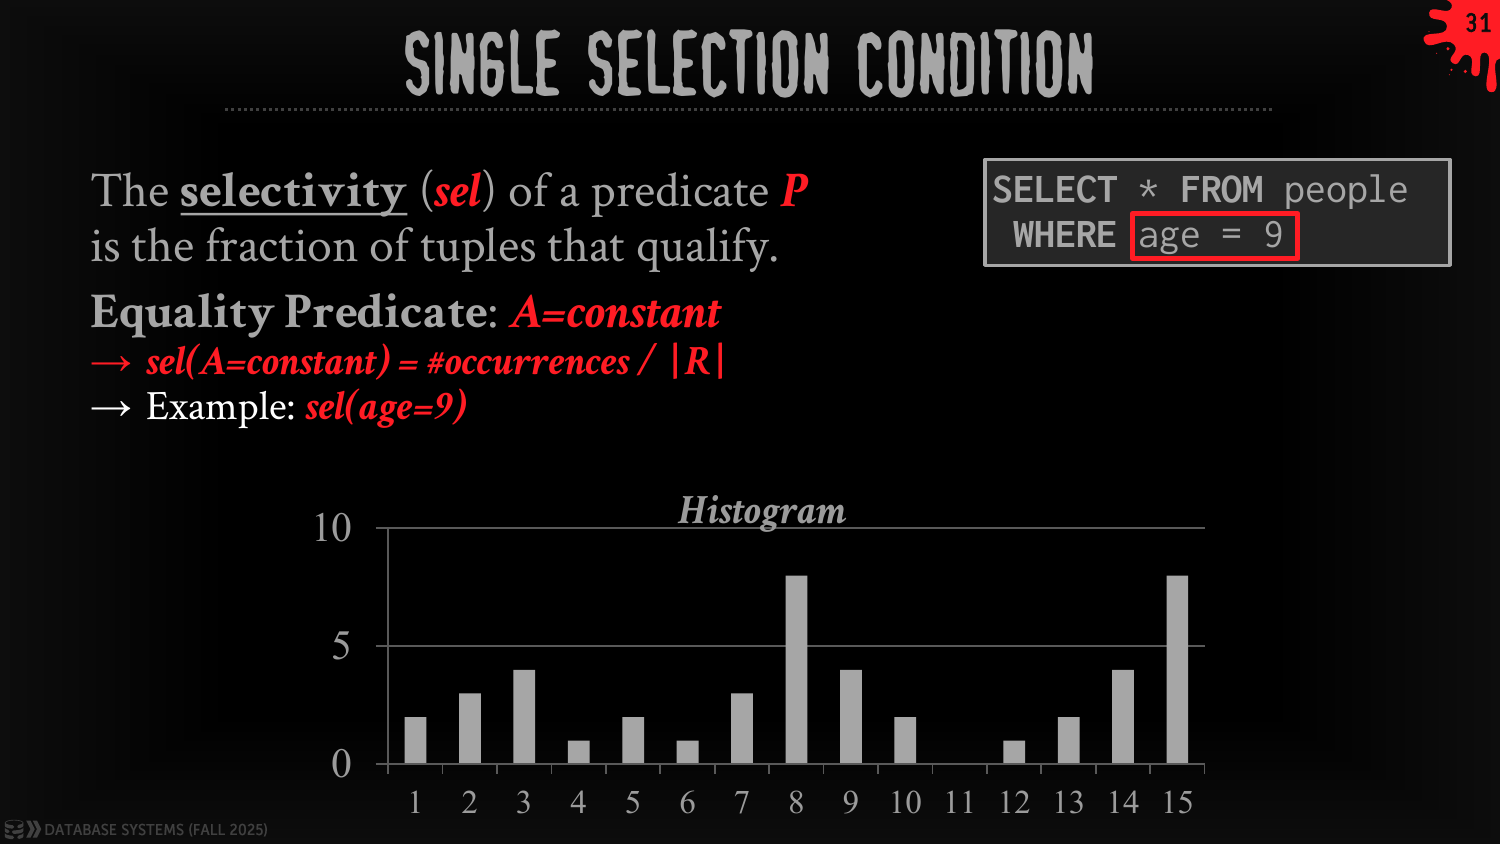 SINGLE SELECTION CONDITION
31
The selectivity (sel) of a predicate P
is the fraction of tuples that qualify.
Equality Predicate: A=constant
→ sel(A=constant) = #occurrences / |R|
→ Example: sel(age=9)
SELECT * FROM people
WHERE age = 9
Histogram
10
5
0
1 2 3 4 5 6 7 8 9 10 11 12 13 14 15
DATABASE SYSTEMS (FALL 2025)